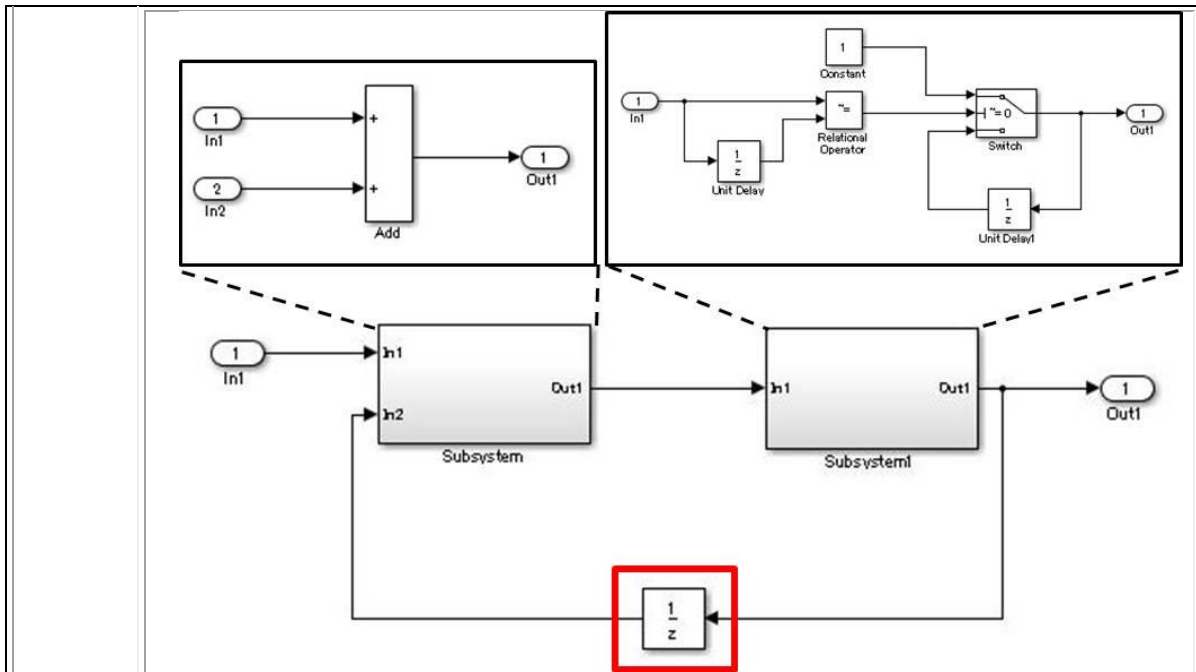 1
In1
2
In2
+
+
Add
1
Out1
1
Constant
1
In1
~=
Relational
Operator
1
z
Unit Delay
~= 0
Switch
1
Out1
1
z
Unit Delay1
1
In1
In1
In2
Out1
Subsystem
In1
Out1
Subsystem1
1
Out1
1
z